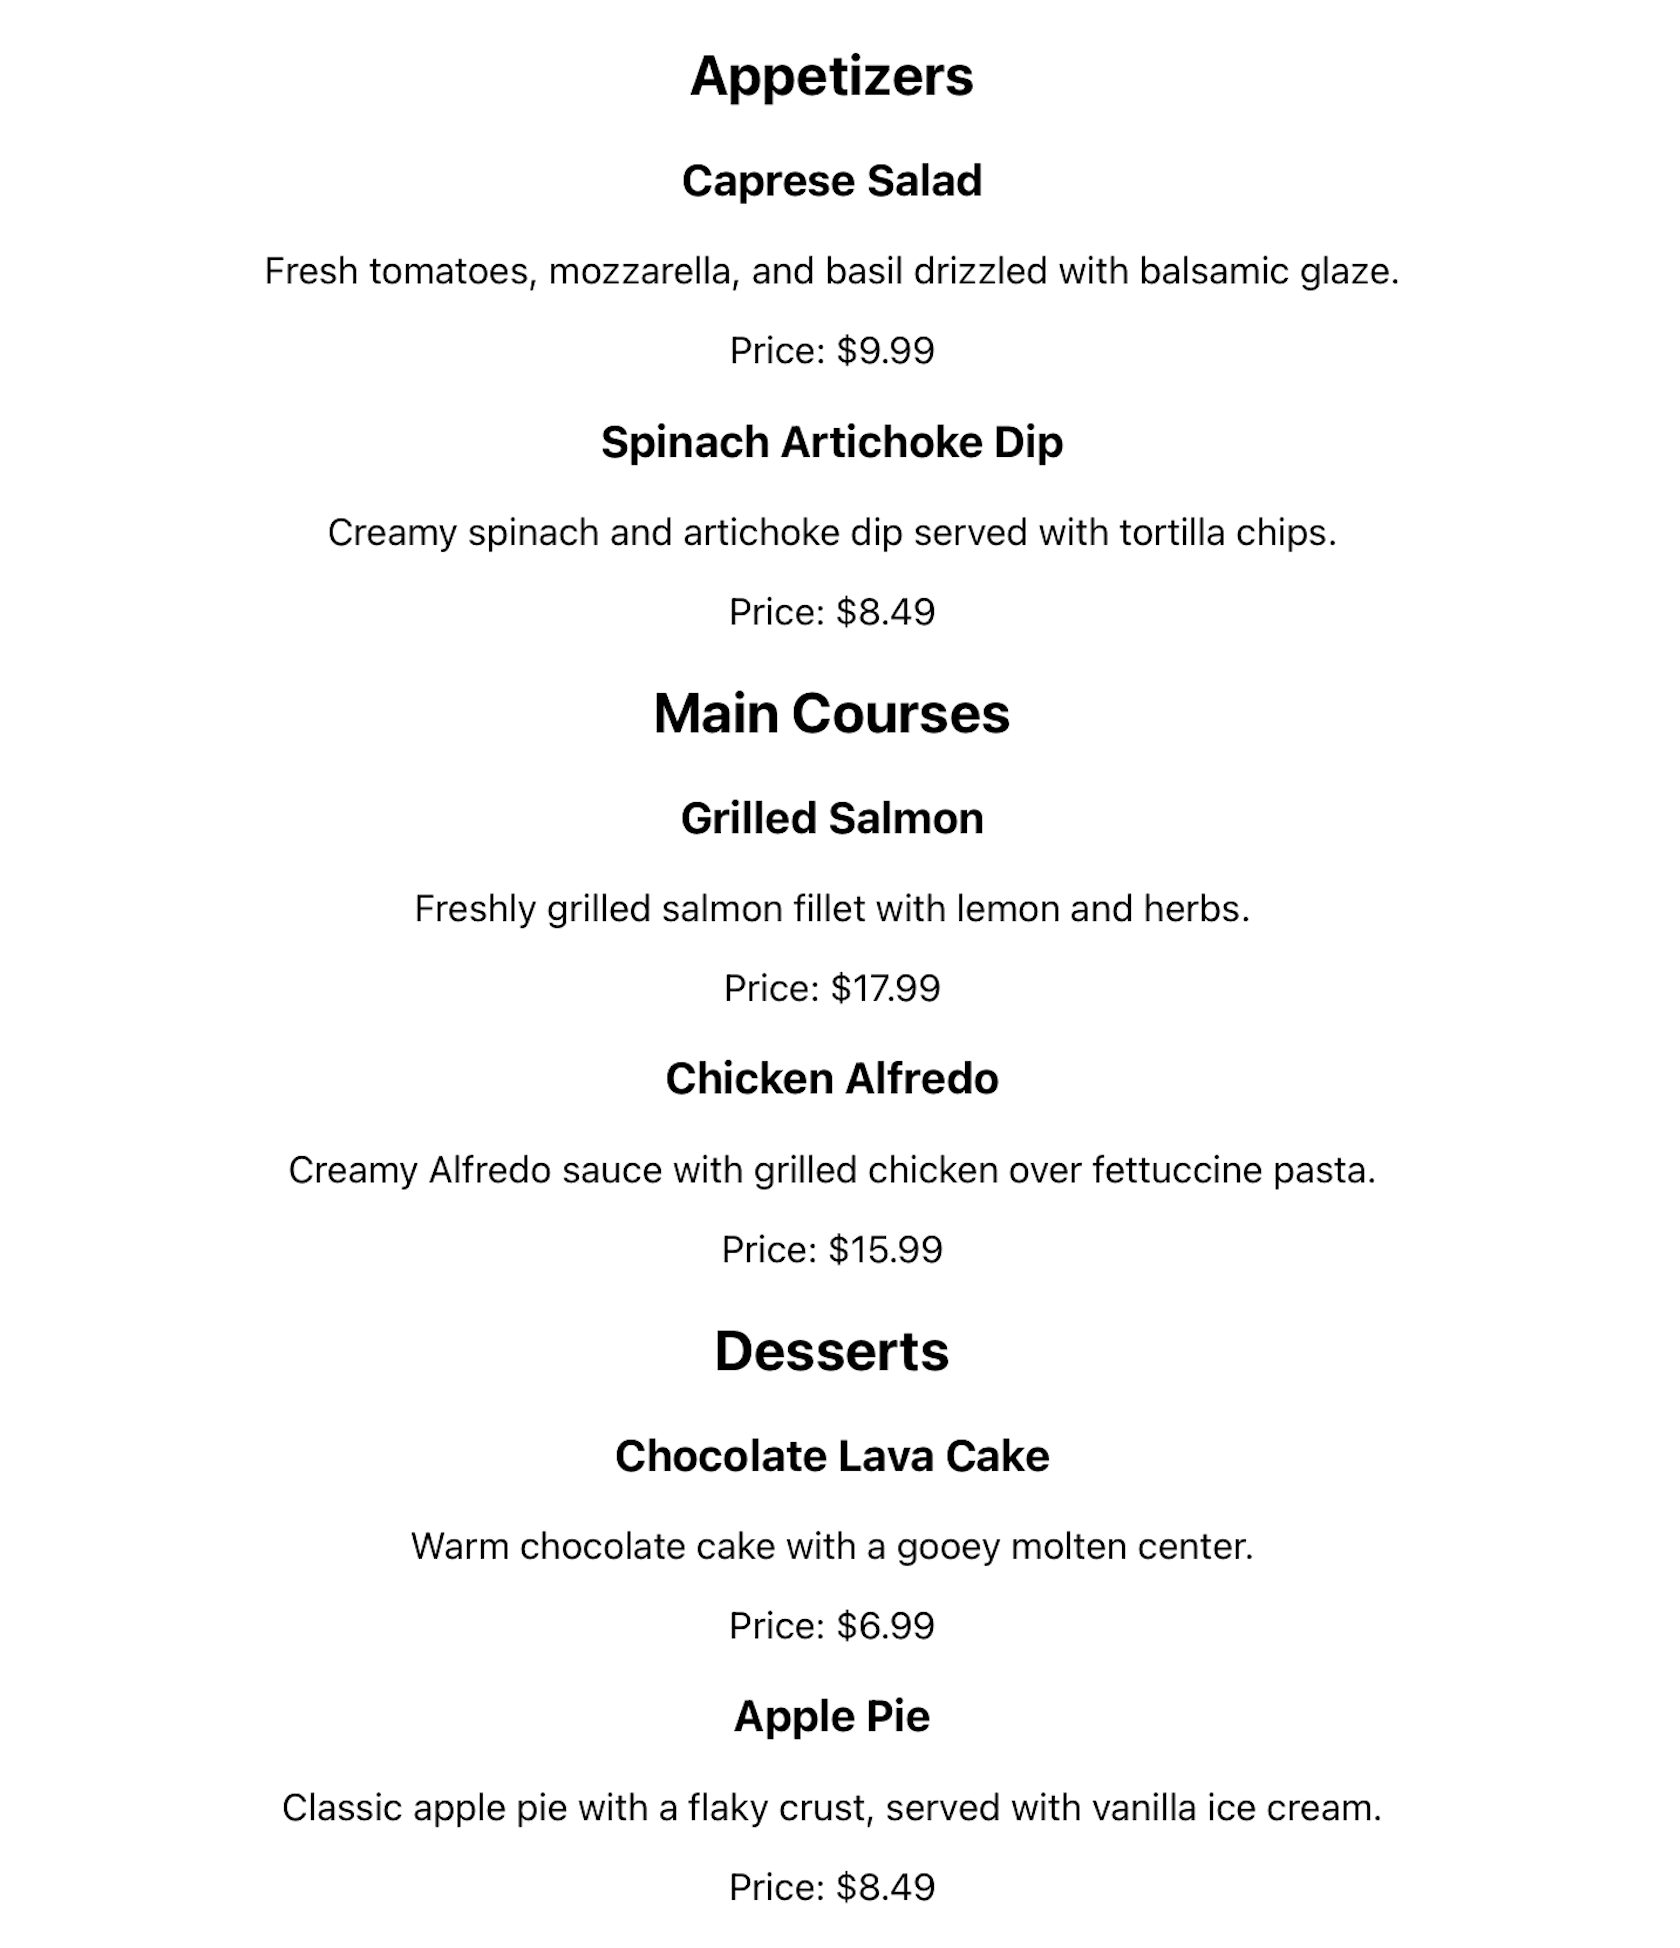 Appetizers
Caprese Salad
Fresh tomatoes, mozzarella, and basil drizzled with balsamic glaze.
Price: $9.99
Spinach Artichoke Dip
Creamy spinach and artichoke dip served with tortilla chips.
Price: $8.49
Main Courses
Grilled Salmon
Freshly grilled salmon fillet with lemon and herbs.
Price: $17.99
Chicken Alfredo
Creamy Alfredo sauce with grilled chicken over fettuccine pasta.
Price: $15.99
Desserts
Chocolate Lava Cake
Warm chocolate cake with a gooey molten center.
Price: $6.99
Apple Pie
Classic apple pie with a flaky crust, served with vanilla ice cream.
Price: $8.49